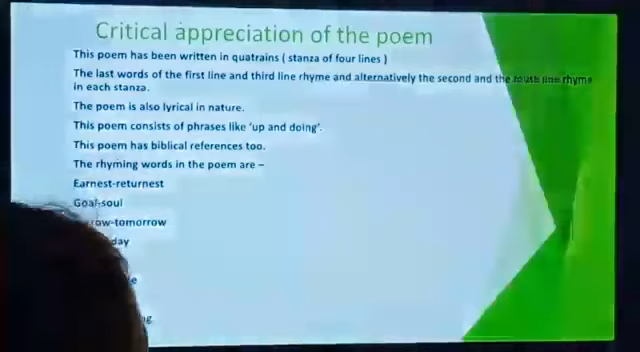 Critical appreciation of the poem
This poem has been written in quatrains ( stanza of four lines )
The last words of the first line and third line rhyme and alternatively the second and the line rhyme
in each stanza.
The poem is also lyrical in nature.
This poem consists of phrases like 'up and doing'.
This poem has biblical references too.
The rhyming words in the poem are –
Earnest-returnest
Goal-soul
-tomorrow
day